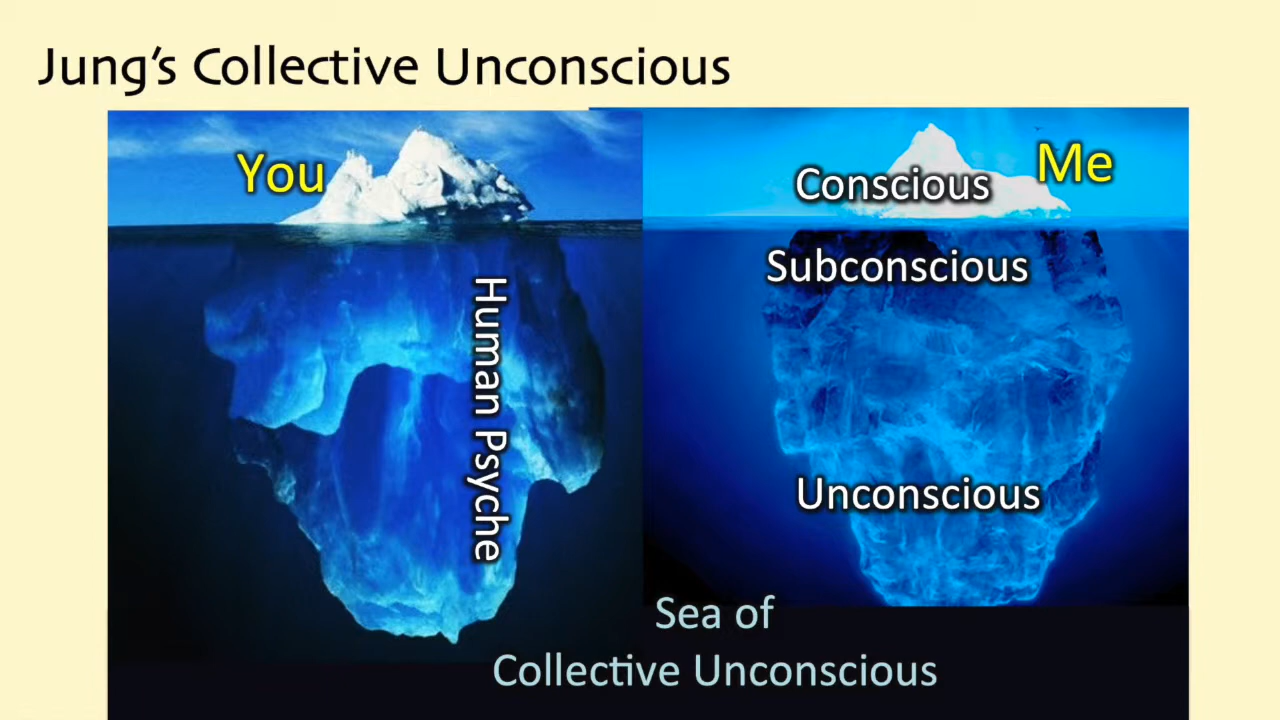 Jung's Collective Unconscious
You
Me
Conscious
Subconscious
Human Psyche
Unconscious
Sea of
Collective Unconscious